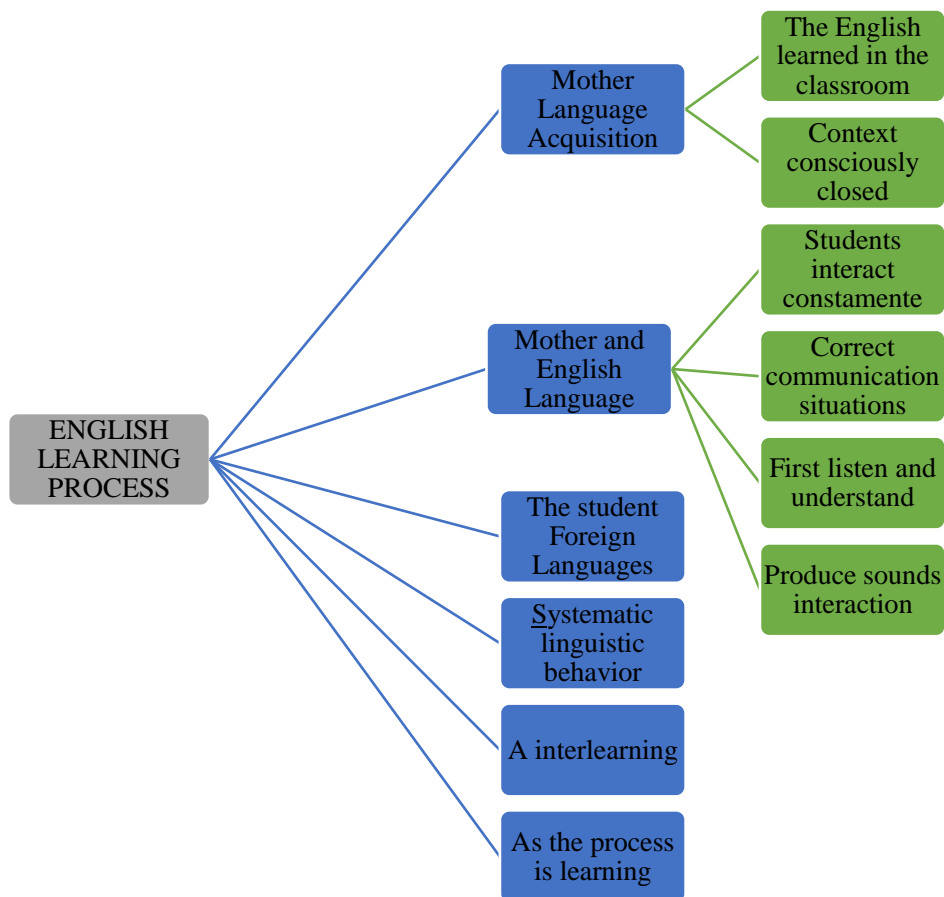 ENGLISH
LEARNING
PROCESS
Mother
Language
Acquisition
The English
learned in the
classroom
Context
consciously
closed
Mother and
English
Language
Students
interact
constamente
Correct
communication
situations
First listen and
understand
Produce sounds
interaction
The student
Foreign
Languages
Systematic
linguistic
behavior
A interlearning
As the process
is learning